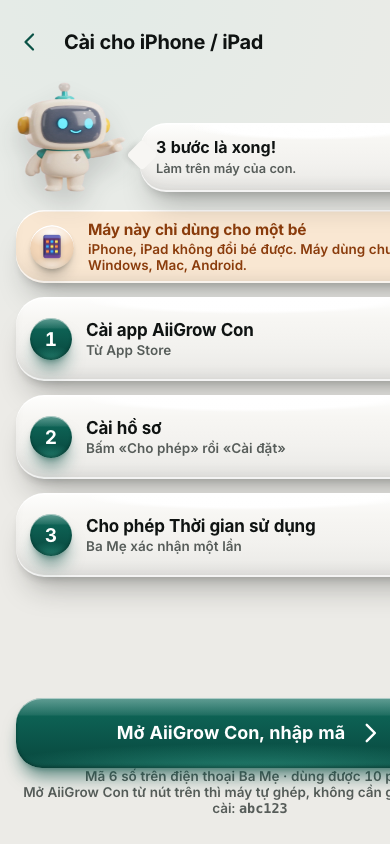 Cài cho iPhone / iPad
3 bước là xong!
Làm trên máy của con.
Máy này chỉ dùng cho một bé
iPhone, iPad không đổi bé được. Máy dùng
Windows, Mac, Android.
1
Cài app AiiGrow Con
Từ App Store
2
Cài hồ sơ
Bấm «Cho phép» rồi «Cài đặt»
3
Cho phép Thời gian sử dụng
Ba Mẹ xác nhận một lần
Mở AiiGrow Con, nhập mã
Mã 6 số trên điện thoại Ba Mẹ · dùng được 10
Mở AiiGrow Con từ nút trên thì máy tự ghép, không cần
cài: abc123